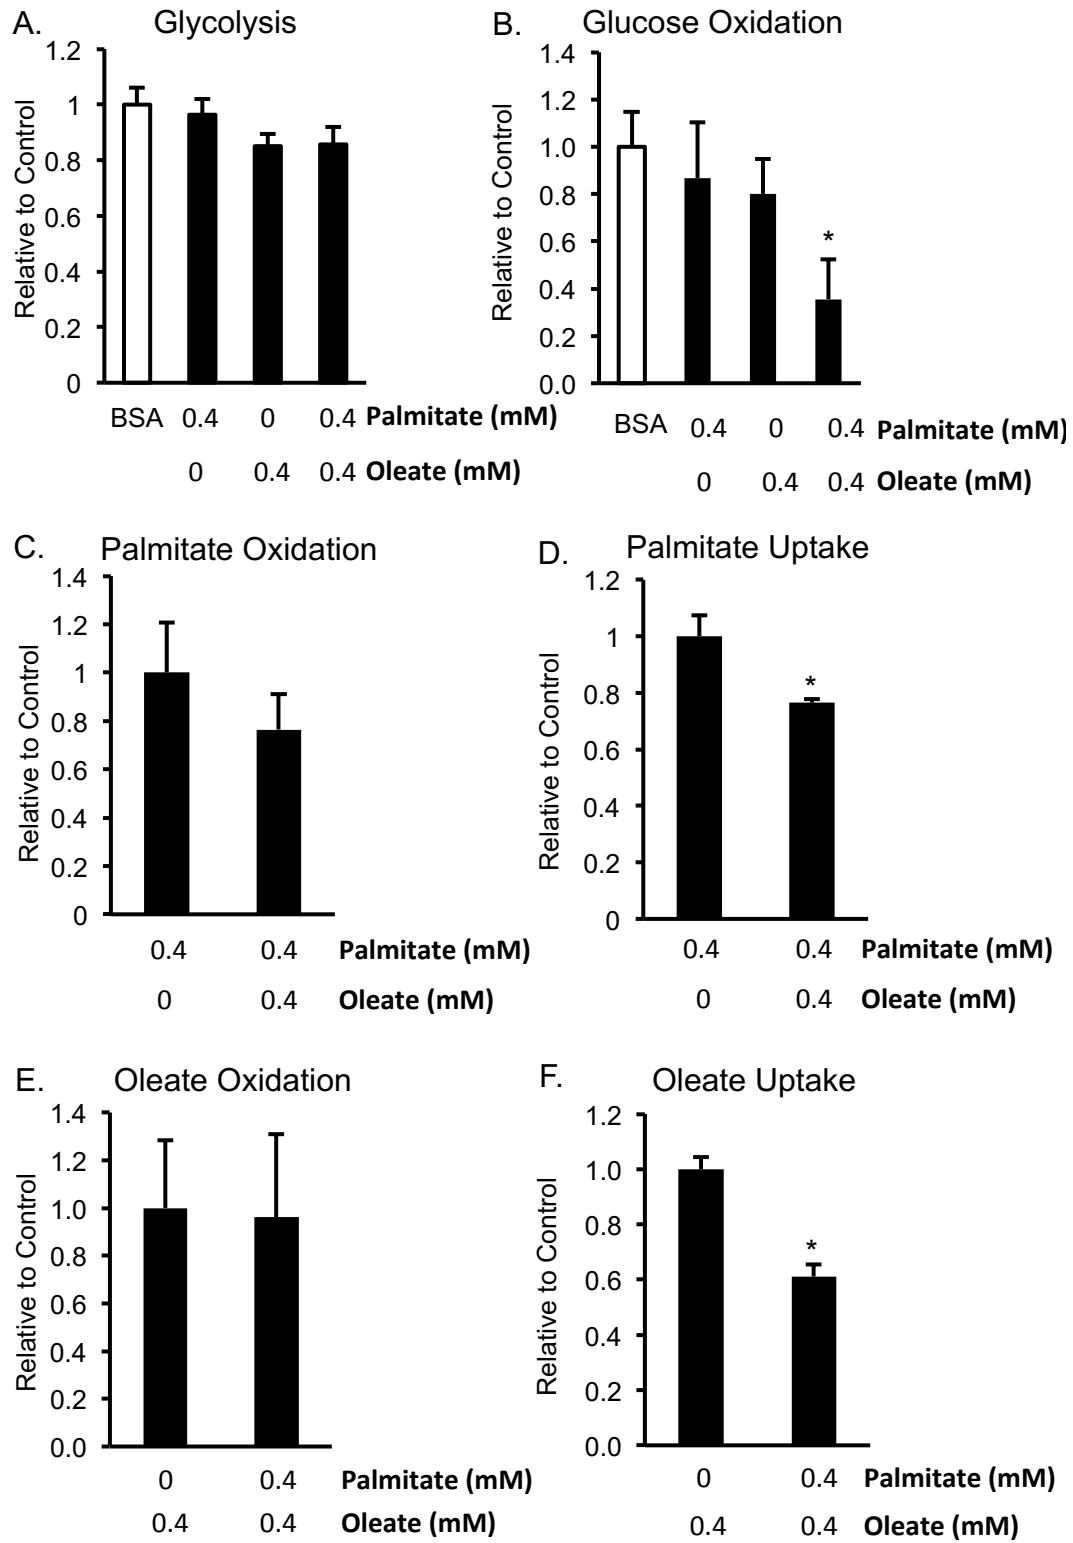 A. Glycolysis
1.2
1
0.8
0.6
0.4
0.2
0
Relative to Control
BSA 0.4 0 0.4 Palmitate (mM)
0 0.4 0.4 Oleate (mM)
B. Glucose Oxidation
1.4
1.2
1.0
0.8
0.6
0.4
0.2
0.0
Relative to Control
*
BSA 0.4 0 0.4 Palmitate (mM)
0 0.4 0.4 Oleate (mM)
C. Palmitate Oxidation
1.4
1.2
1
0.8
0.6
0.4
0.2
0
Relative to Control
0.4 0.4 Palmitate (mM)
0 0.4 Oleate (mM)
D. Palmitate Uptake
1.2
1
0.8
0.6
0.4
0.2
0
Relative to Control
*
0.4 0.4 Palmitate (mM)
0 0.4 Oleate (mM)
E. Oleate Oxidation
1.4
1.2
1.0
0.8
0.6
0.4
0.2
0.0
Relative to Control
0 0.4 Palmitate (mM)
0.4 0.4 Oleate (mM)
F. Oleate Uptake
1.2
1.0
0.8
0.6
0.4
0.2
0.0
Relative to Control
*
0 0.4 Palmitate (mM)
0.4 0.4 Oleate (mM)